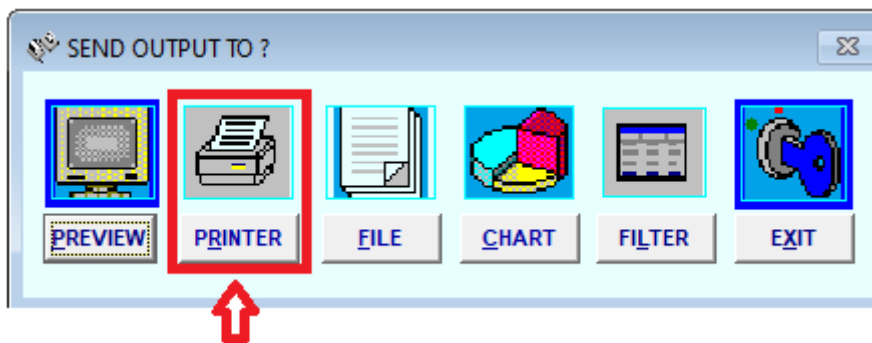 SEND OUTPUT TO ?
PREVIEW PRINTER FILE CHART FILTER EXIT